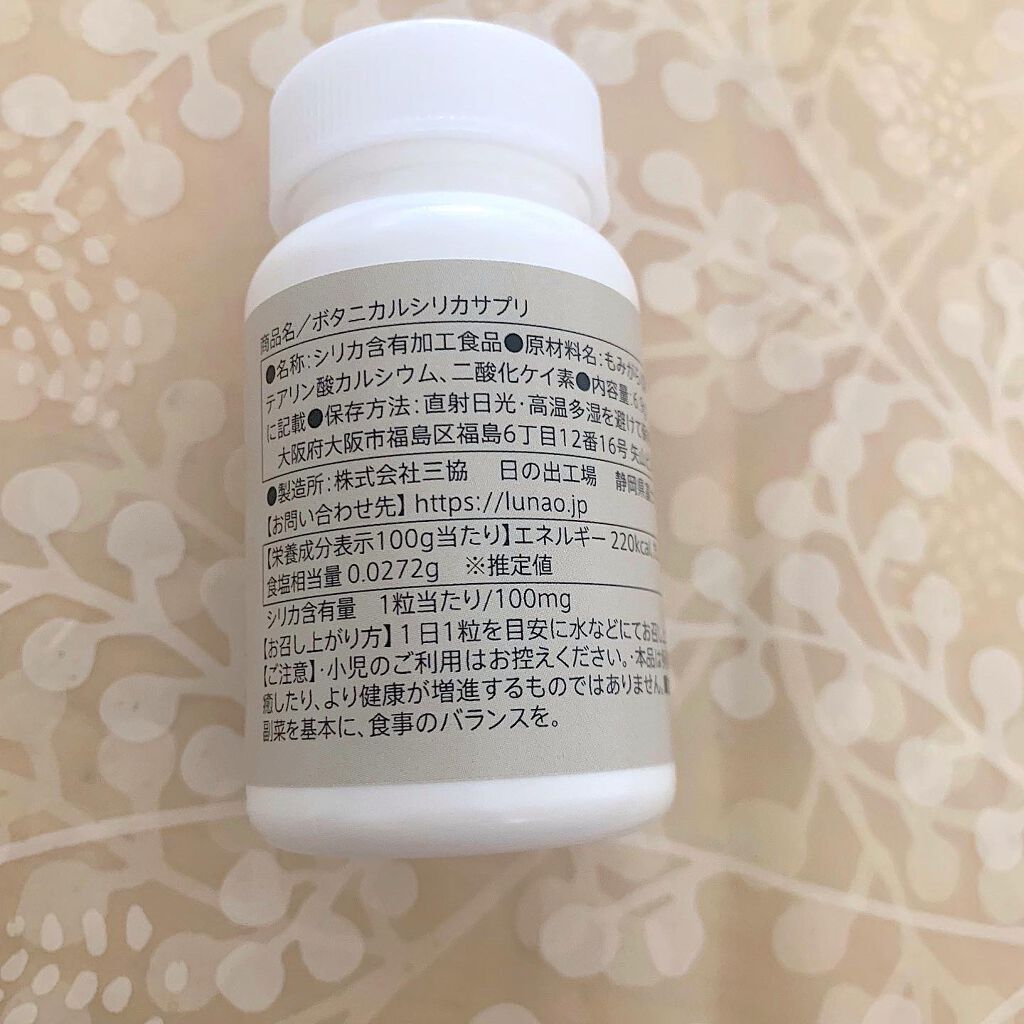 商品名／ボタニカルシリカサプリ
●名称：シリカ含有加工食品●原材料名：もみがら
テアリン酸カルシウム、二酸化ケイ素●内容量：6.9g
に記載●保存方法：直射日光・高温多湿を避けて
大阪府大阪市福島区福島6丁目12番16号
●製造所：株式会社三協 日の出工場 静岡県
【お問い合わせ先】https://lunao.jp
【栄養成分表示100g当たり】エネルギー 220kcal
食塩相当量 0.0272g ※推定値
シリカ含有量 1粒当たり/100mg
【お召し上がり方】1日1粒を目安に水などにてお召し
【ご注意】・小児のご利用はお控えください。・本品は
癒したり、より健康が増進するものではありません。
副菜を基本に、食事のバランスを。